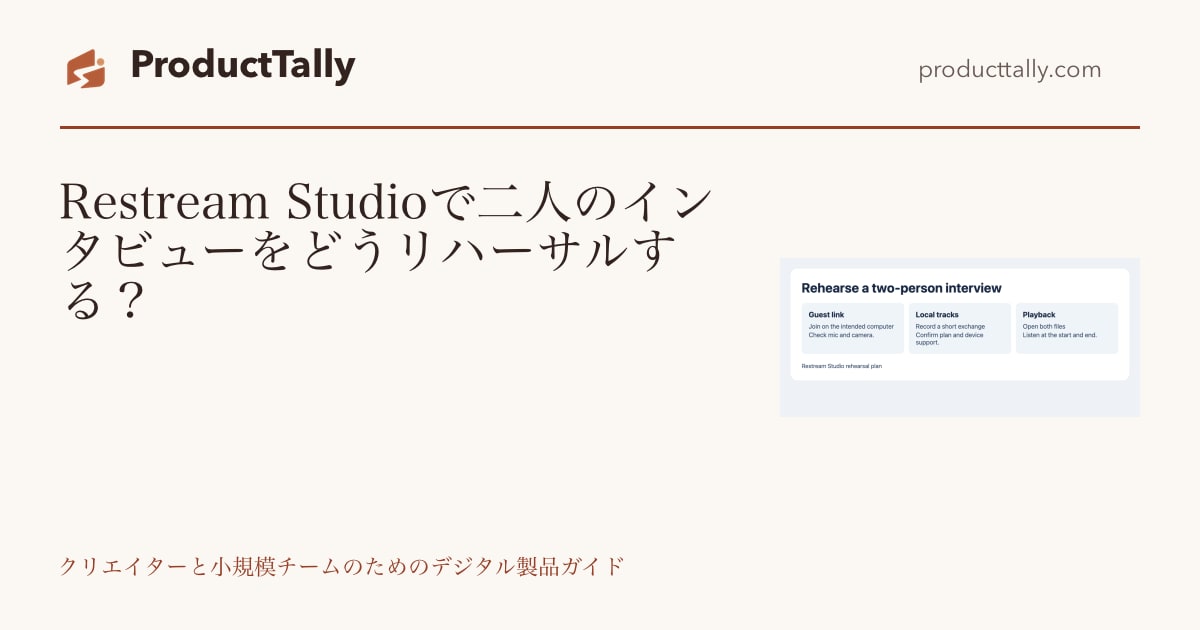 ProductTally
producttally.com
Restream Studioで二人のイン
タビューをどうリハーサルす
る？
Rehearse a two-person interview
Guest link
Join on the intended computer
Check mic and camera.
Local tracks
Record a short exchange
Confirm plan and device
support.
Playback
Open both files
Listen at the start and end.
Restream Studio rehearsal plan
クリエイターと小規模チームのためのデジタル製品ガイド